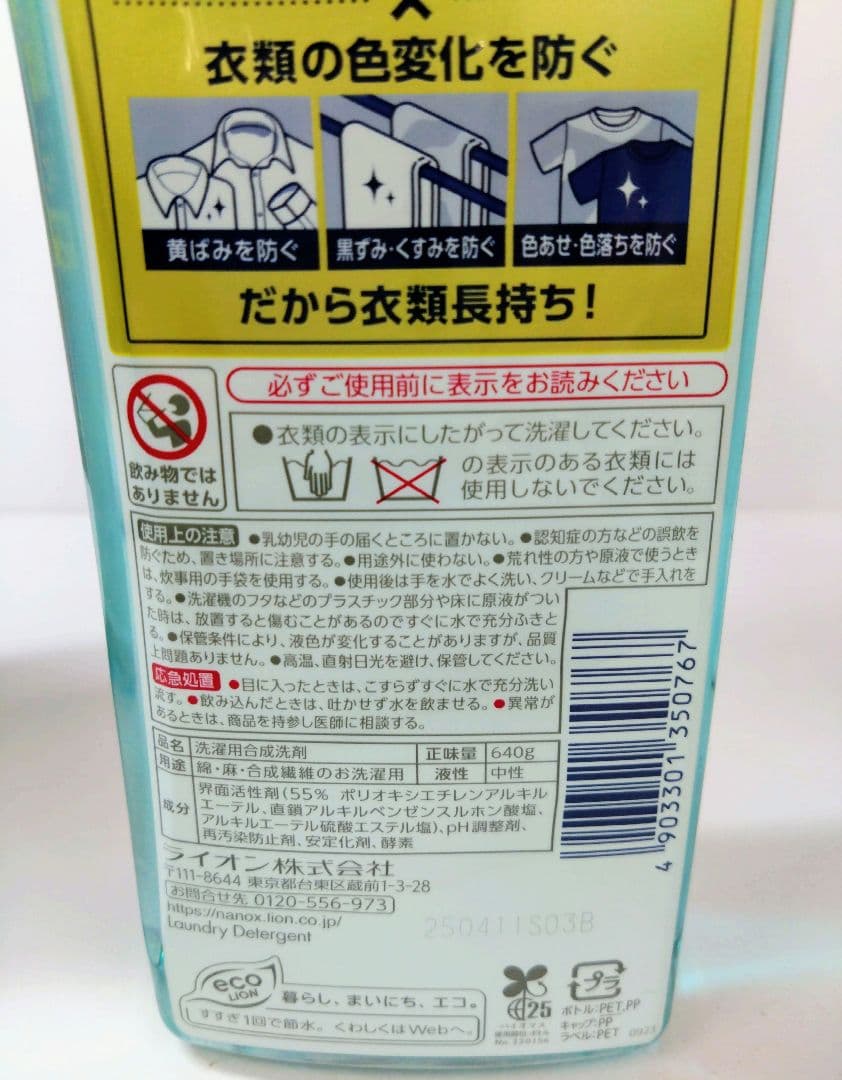 衣類の色変化を防ぐ
黄ばみを防ぐ
黒ずみ・くすみを防ぐ
色あせ・色落ちを防ぐ
だから衣類長持ち!
必ずご使用前に表示をお読みください
飲み物では
ありません
●衣類の表示にしたがって洗濯してください。
の表示のある衣類には
使用しないでください。
使用上の注意 ●乳幼児の手の届くところに置かない。●認知症の方などの誤飲を
防ぐため、置き場所に注意する。●用途外に使わない。●荒れ性の方や原液で使うとき
は、炊事用の手袋を使用する。●使用後は手を水でよく洗い、クリームなどで手入れを
する。●洗濯機のフタなどのプラスチック部分や床に原液がつい
た時は、放置すると傷むことがあるのですぐに水で充分ふきと
る。●保管条件により、液色が変化することがありますが、品質
上問題ありません。●高温、直射日光を避け、保管してください。
応急処置 ●目に入ったときは、こすらずすぐに水で充分洗い
流す。●飲み込んだときは、吐かせず水を飲ませる。●異常が
あるときは、商品を持参し医師に相談する。
品名 洗濯用合成洗剤 正味量 640g
用途 綿・麻・合成繊維のお洗濯用 液性 中性
成分 界面活性剤(55% ポリオキシエチレンアルキル
エーテル、直鎖アルキルベンゼンスルホン酸塩、
アルキルエーテル硫酸エステル塩)、pH調整剤、
再汚染防止剤、安定化剤、酵素
4 903301 350767
ライオン株式会社
〒111-8644 東京都台東区蔵前1-3-28
お問合せ先 0120-556-973
https://nanox.lion.co.jp/
Laundry Detergent
250411S03B
eco
LION
暮らし、まいにち、エコ。
すすぎ1回で節水。くわしくはWebへ。
25
バイオマス
No.220156
プラ
ボトル:PET,PP
キャップ:PP
ラベル:PET 0923